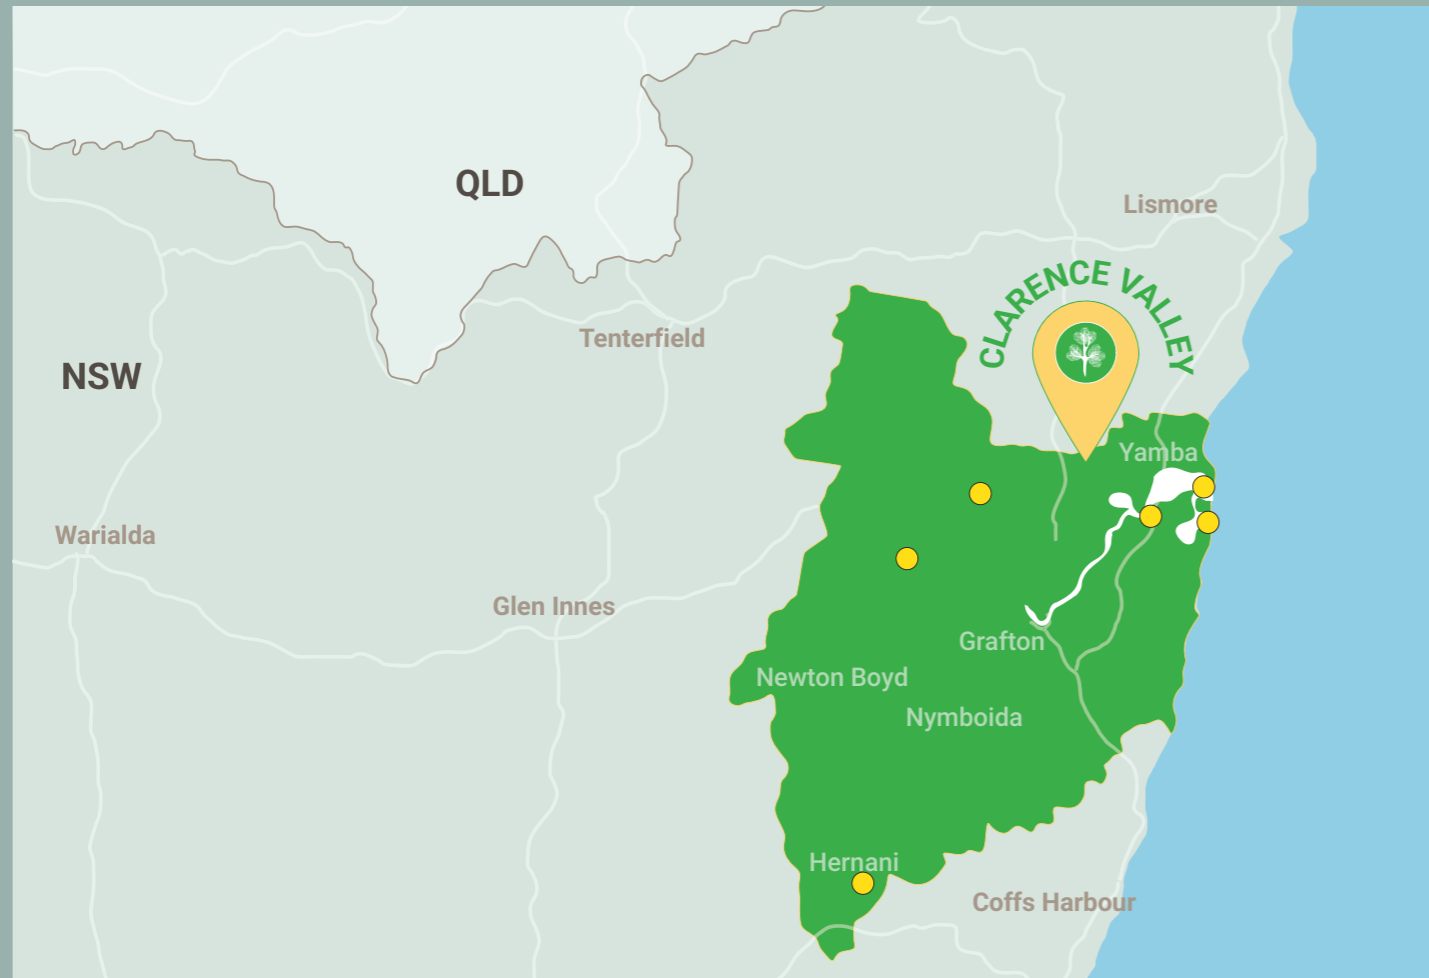 QLD
Lismore
CLARENCE VALLEY
Tenterfield
NSW
Yamba
Warialda
Glen Innes
Grafton
Newton Boyd
Nymboida
Hernani
Coffs Harbour